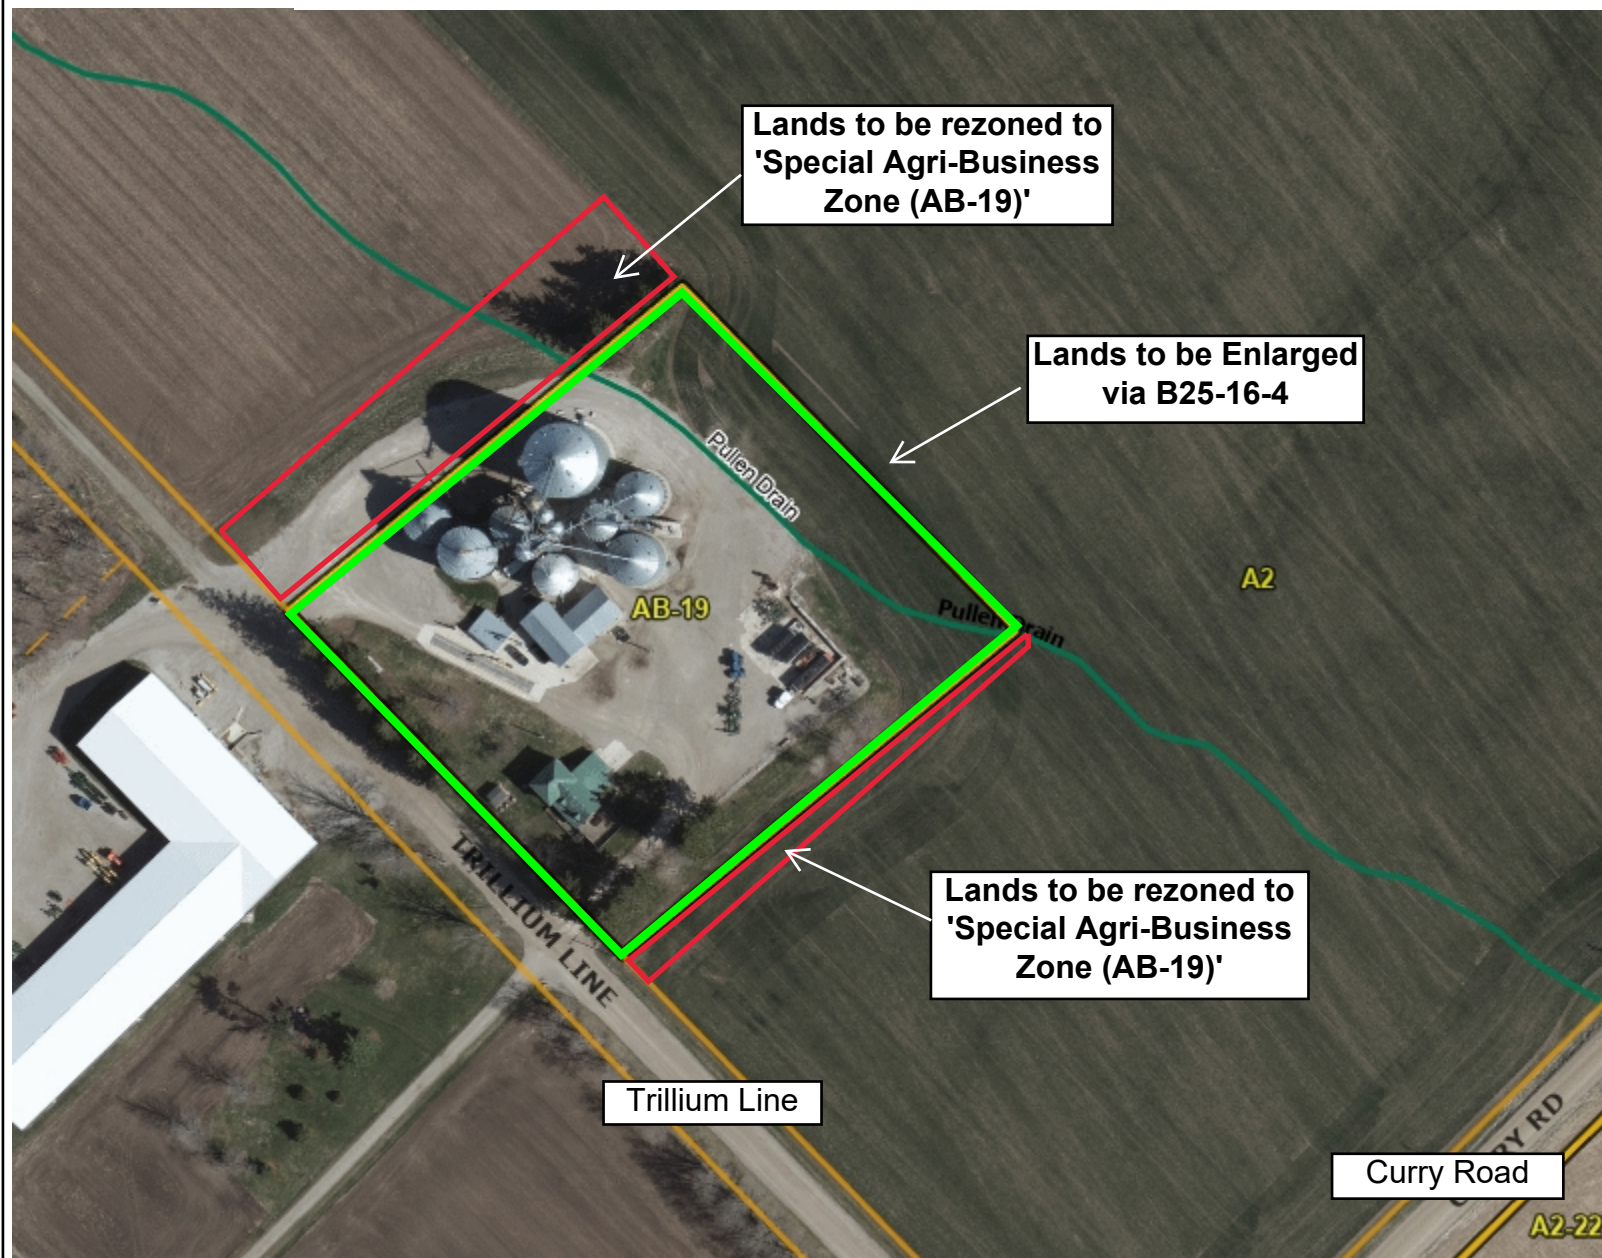 Lands to be rezoned to
'Special Agri-Business
Zone (AB-19)'
Lands to be Enlarged
via B25-16-4
Pullen Drain
A2
AB-19
Pullen Drain
TRILLIUM LINE
Lands to be rezoned to
'Special Agri-Business
Zone (AB-19)'
Trillium Line
RY RD
Curry Road
A2-22